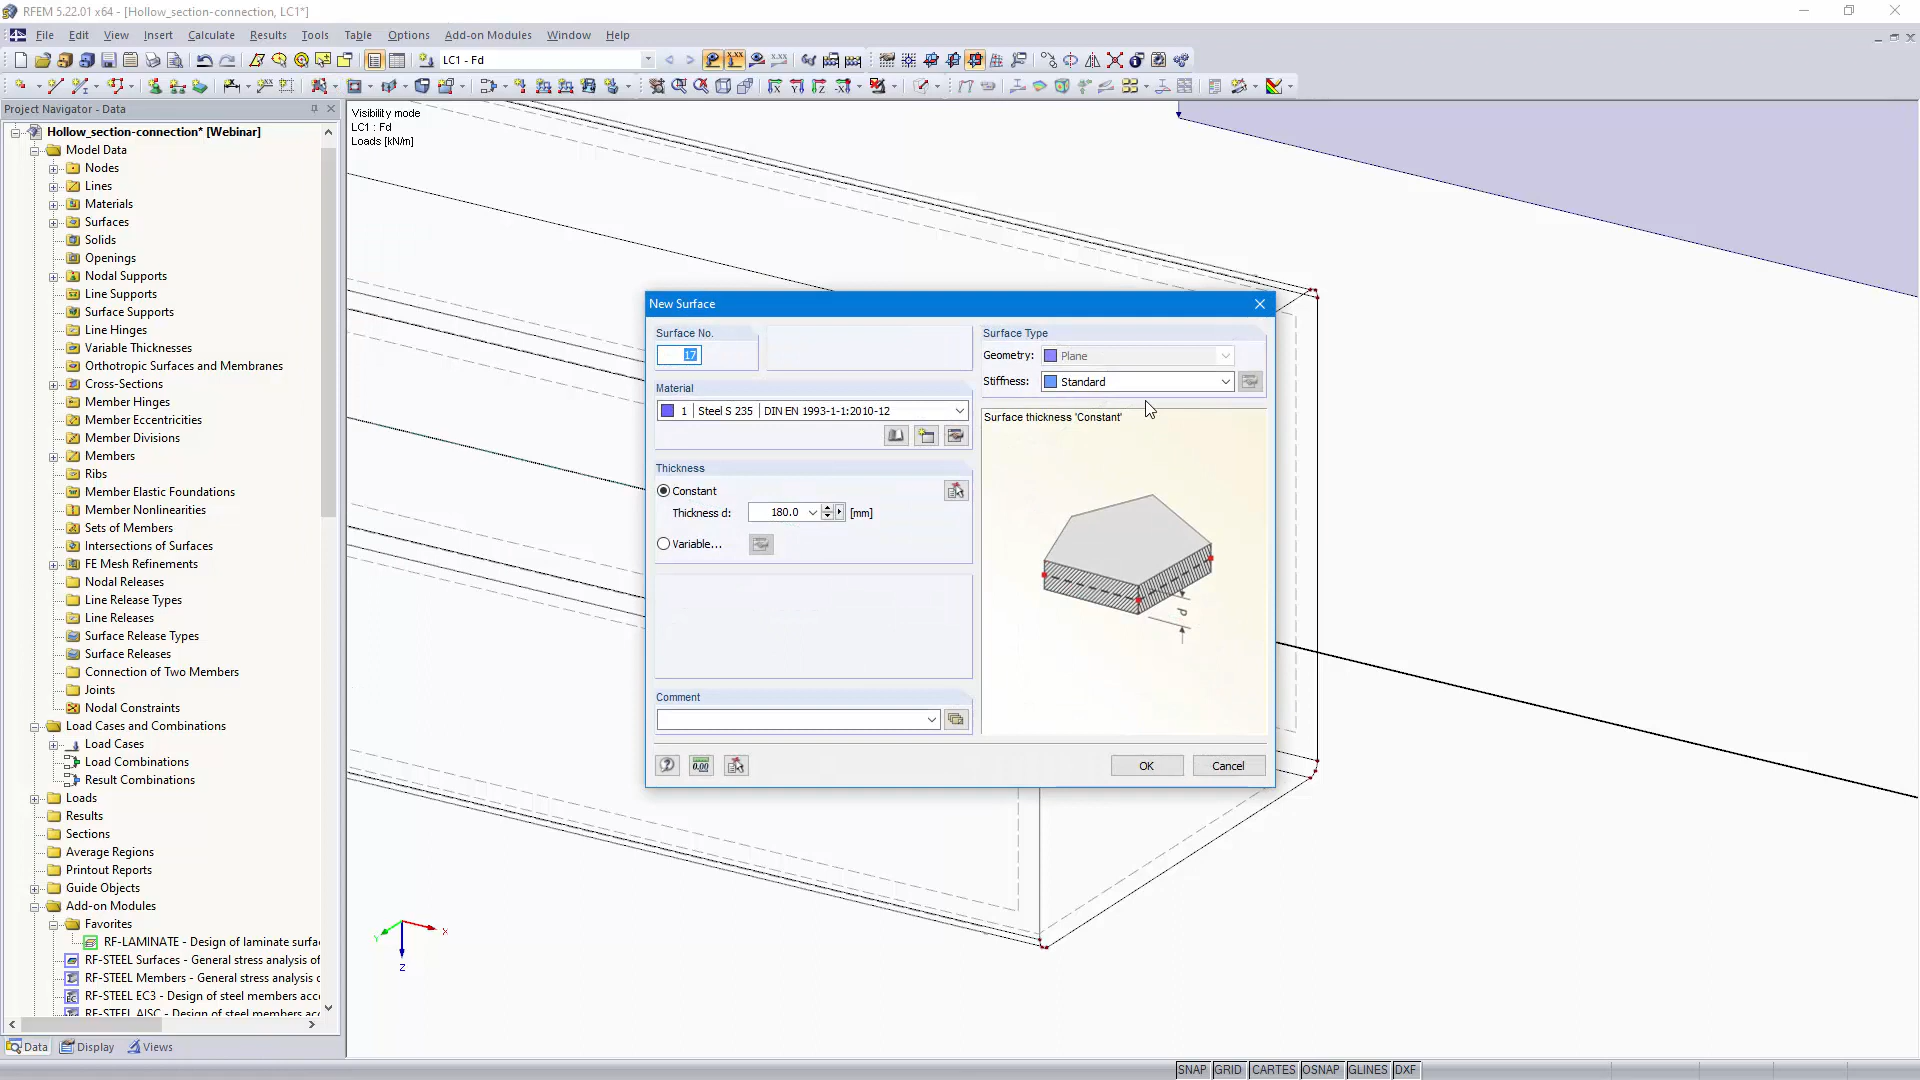 RFEM 5.22.01 x64 - [Hollow_section-connection, LC1*]
File Edit View Insert Calculate Results Tools Table Options Add-on Modules Window Help
LC1 - Fd
Project Navigator - Data
Hollow_section-connection* [Webinar]
Model Data
Nodes
Lines
Materials
Surfaces
Solids
Openings
Nodal Supports
Line Supports
Surface Supports
Line Hinges
Variable Thicknesses
Orthotropic Surfaces and Membranes
Cross-Sections
Member Hinges
Member Eccentricities
Member Divisions
Members
Ribs
Member Elastic Foundations
Member Nonlinearities
Sets of Members
Intersections of Surfaces
FE Mesh Refinements
Nodal Releases
Line Release Types
Line Releases
Surface Release Types
Surface Releases
Connection of Two Members
Joints
Nodal Constraints
Load Cases and Combinations
Load Cases
Load Combinations
Result Combinations
Loads
Results
Sections
Average Regions
Printout Reports
Guide Objects
Add-on Modules
Favorites
RF-LAMINATE - Design of laminate surfa
RF-STEEL Surfaces - General stress analysis of
RF-STEEL Members - General stress analysis o
RF-STEEL EC3 - Design of steel members acc
RF-STEEL AISC - Design of steel members acc
Data Display Views
Visibility mode
LC1 : Fd
Loads [kN/m]
New Surface
Surface No.
17
Material
1 Steel S 235 DIN EN 1993-1-1:2010-12
Thickness
Constant
Thickness d: 180.0 [mm]
Variable...
Comment
Surface Type
Geometry: Plane
Stiffness: Standard
Surface thickness 'Constant'
d
0.00
OK Cancel
X
Y
Z
SNAP GRID CARTES OSNAP GLINES DXF